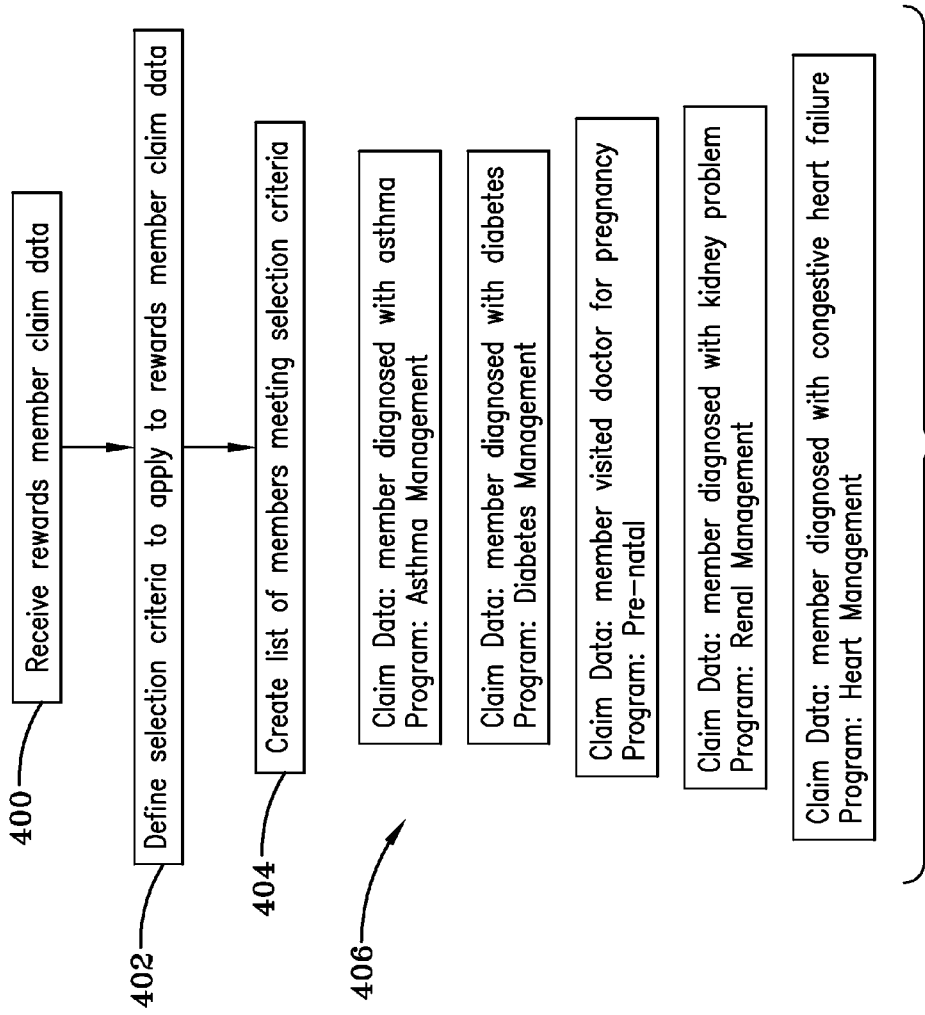 400
Receive rewards member claim data
402
Define selection criteria to apply to rewards member claim data
404
Create list of members meeting selection criteria
406
Claim Data: member diagnosed with asthma
Program: Asthma Management
Claim Data: member diagnosed with diabetes
Program: Diabetes Management
Claim Data: member visited doctor for pregnancy
Program: Pre-natal
Claim Data: member diagnosed with kidney problem
Program: Renal Management
Claim Data: member diagnosed with congestive heart failure
Program: Heart Management